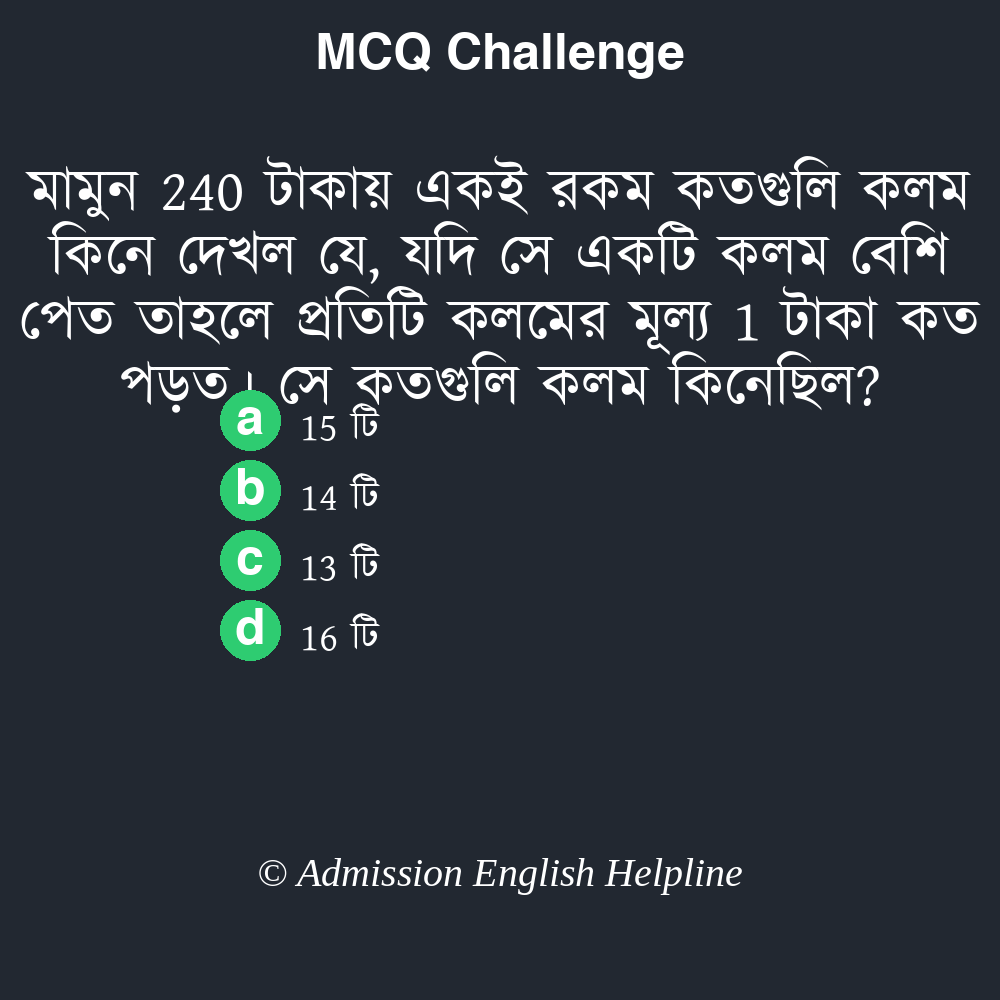 MCQ Challenge
মামুন 240 টাকায় একই রকম কতগুলি কলম
কিনে দেখল যে, যদি সে একটি কলম বেশি
পেত তাহলে প্রতিটি কলমের মূল্য 1 টাকা কত
পড়ত। সে কতগুলি কলম কিনেছিল?
a 15 টি
b 14 টি
c 13 টি
d 16 টি
© Admission English Helpline